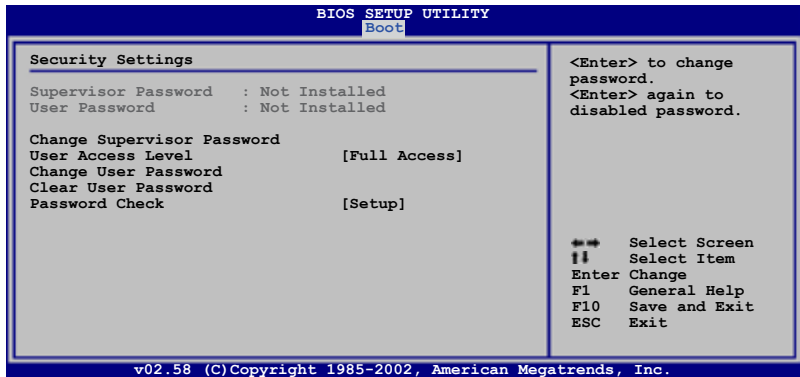 BIOS SETUP UTILITY
Boot
Security Settings
Supervisor Password : Not Installed
User Password : Not Installed
Change Supervisor Password
User Access Level [Full Access]
Change User Password
Clear User Password
Password Check [Setup]
<Enter> to change
password.
<Enter> again to
disabled password.
←→ Select Screen
↑↓ Select Item
Enter Change
F1 General Help
F10 Save and Exit
ESC Exit
v02.58 (C)Copyright 1985-2002, American Megatrends, Inc.